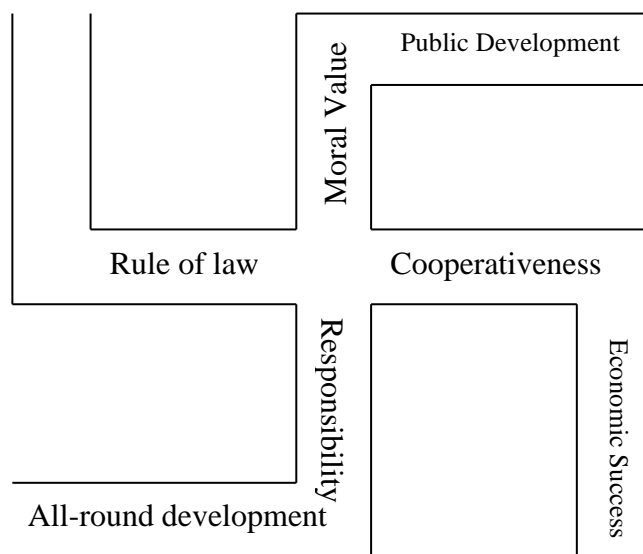 Public Development
Moral Value
Rule of law
Cooperativeness
Responsibility
Economic Success
All-round development